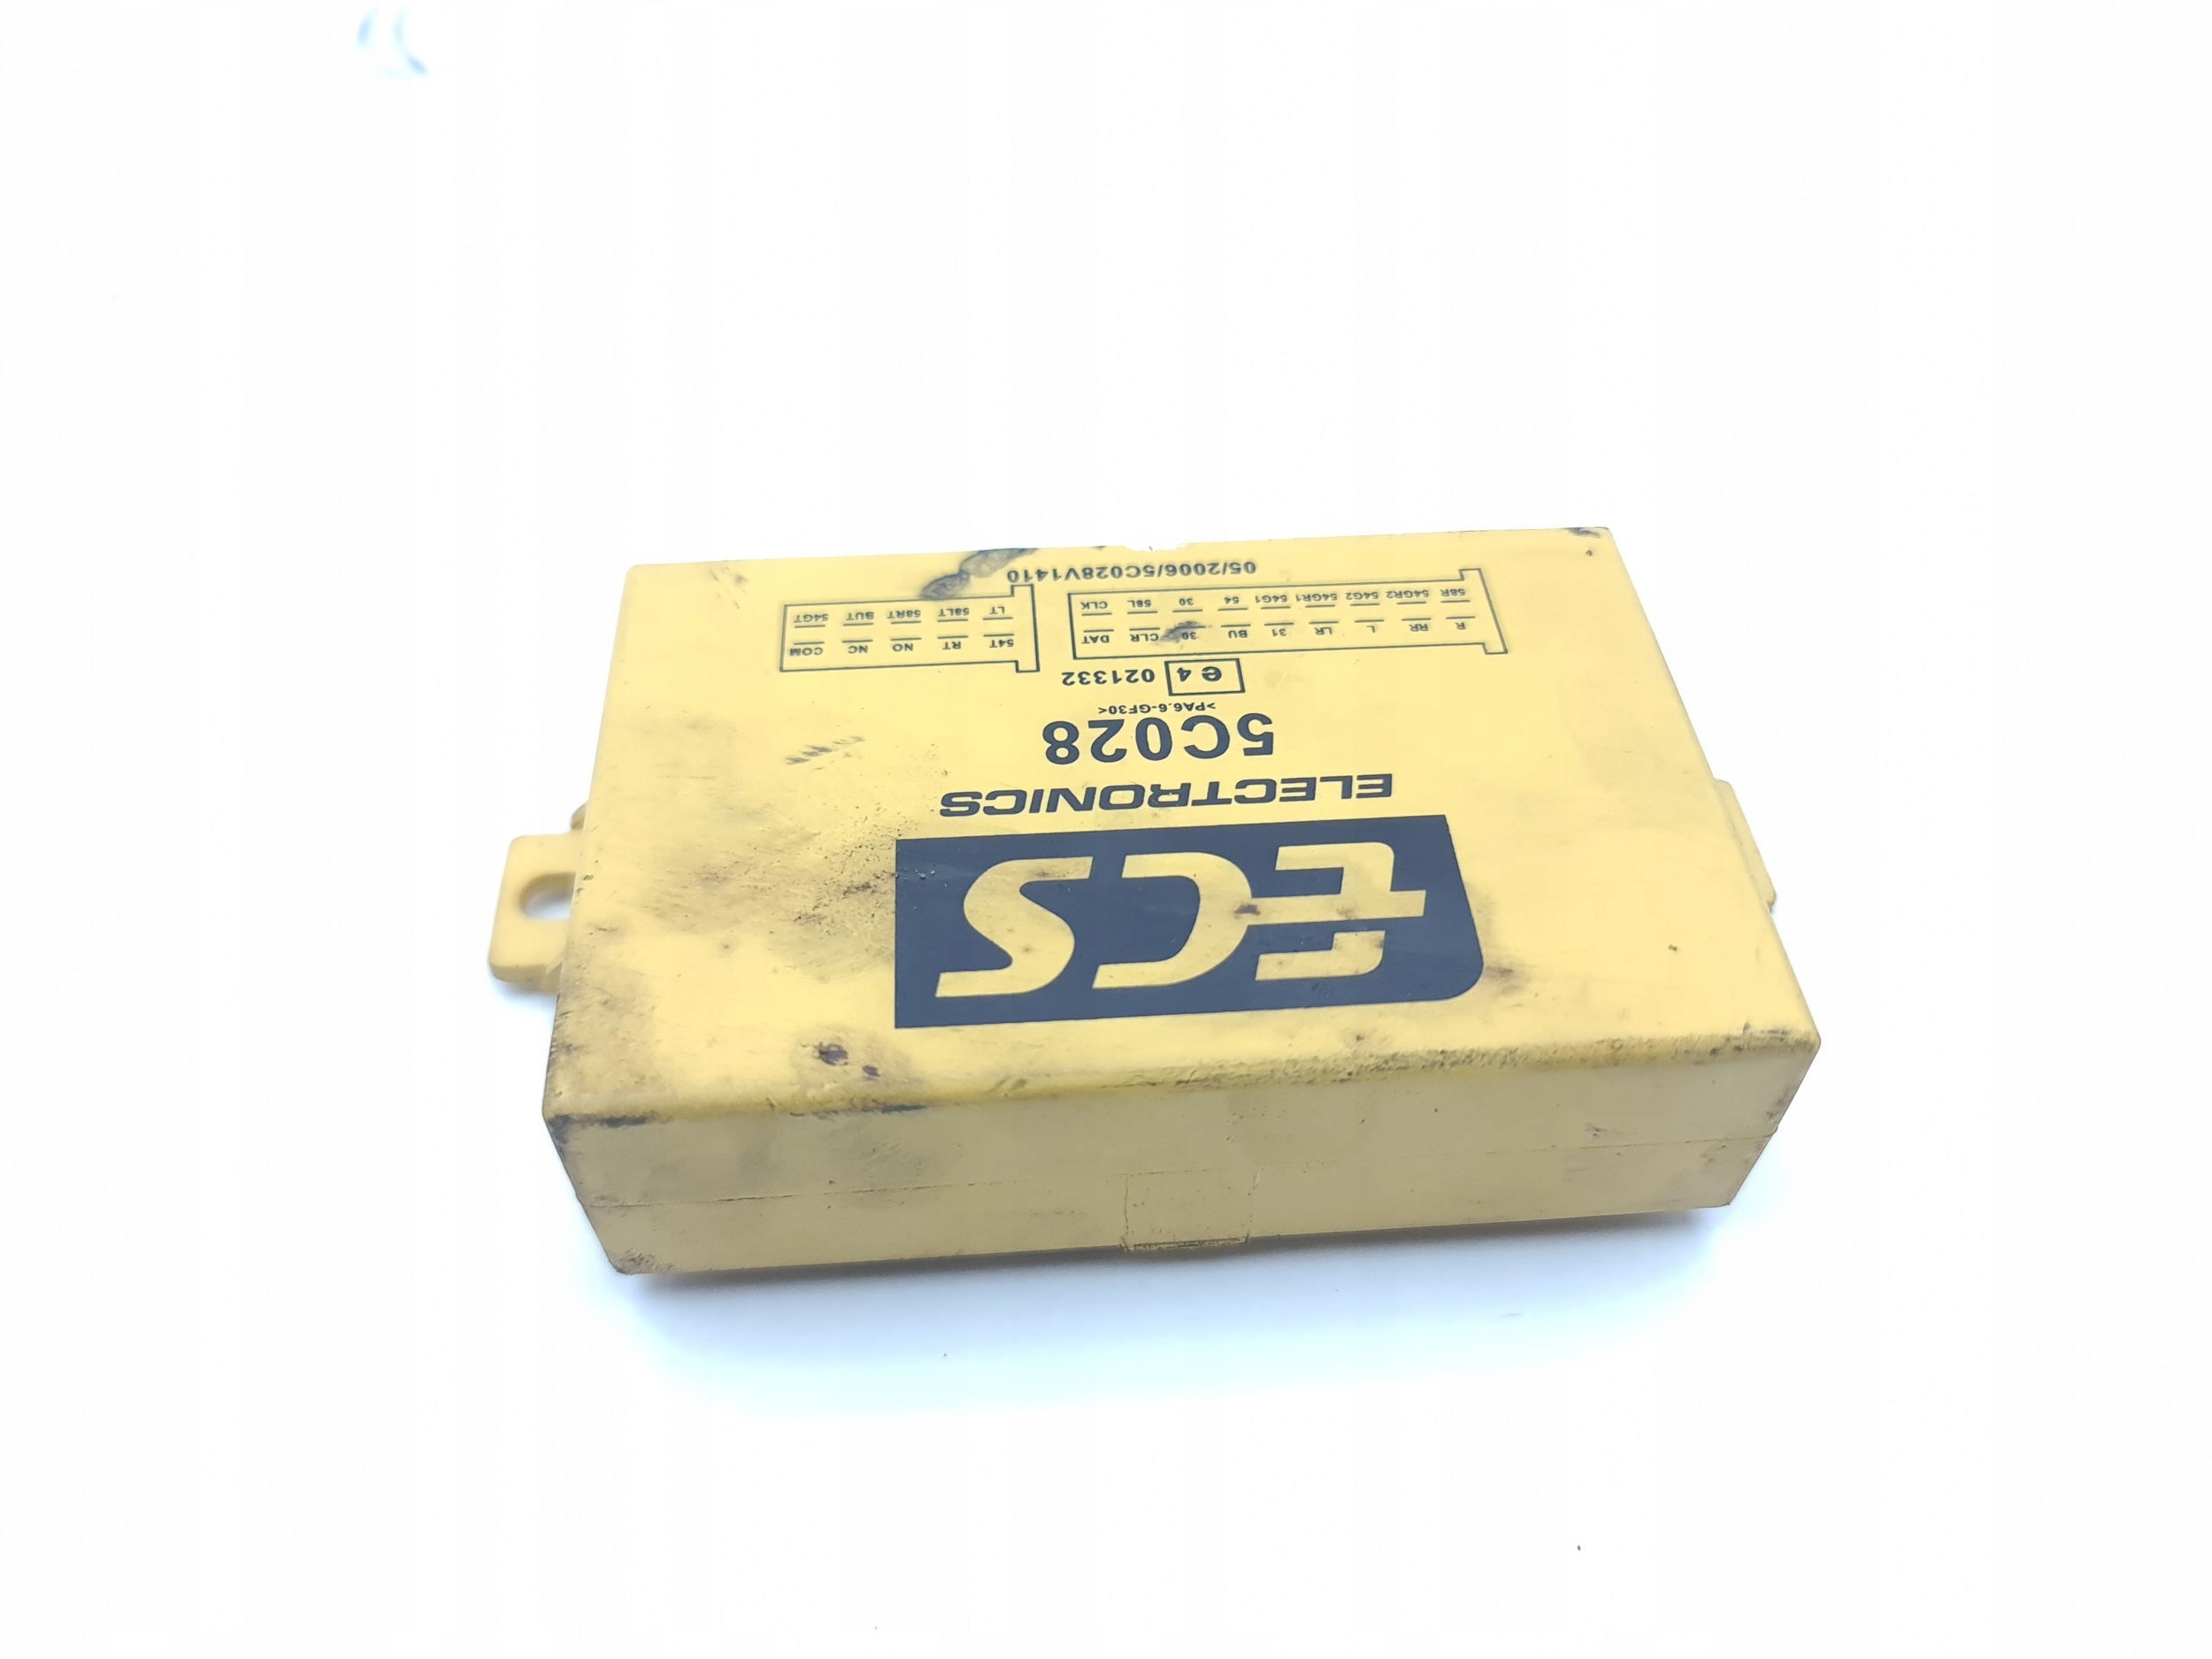 ECS
ELECTRONICS
5C028
>PA6.6-GF30<
e4 021332
R RR L LR 31 BU 30 CLR DAT
58R 54GR2 54G2 54GR1 54G1 54 30 58L CLK
54T RT NO NC COM
LT 58LT 58RT BUT 54GT
05/2006/5C028V1410